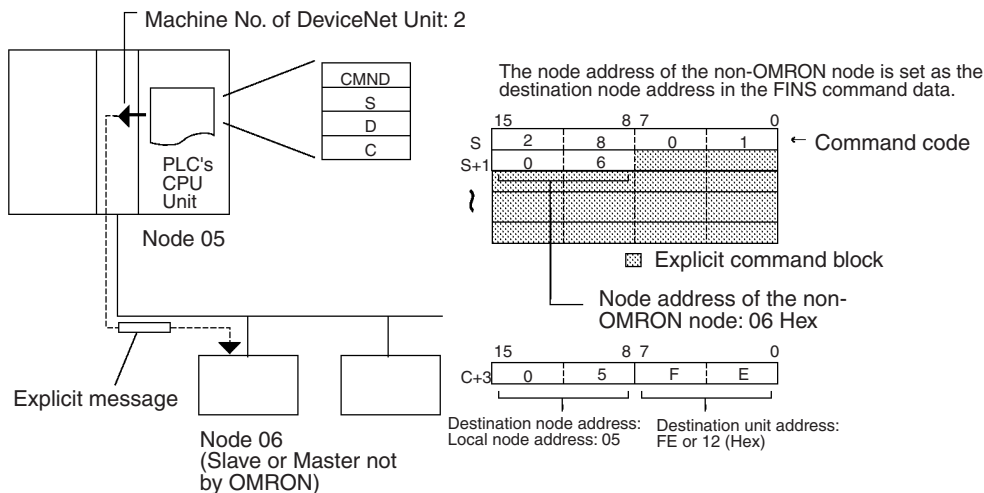 Machine No. of DeviceNet Unit: 2
CMND
S
D
C
PLC's
CPU
Unit
Node 05
Explicit message
Node 06
(Slave or Master not
by OMRON)
The node address of the non-OMRON node is set as the
destination node address in the FINS command data.
15 8 7 0
S 2 8 0 1 ← Command code
S+1 0 6
~
Explicit command block
Node address of the non-
OMRON node: 06 Hex
15 8 7 0
C+3 0 5 F E
Destination node address:
Local node address: 05
Destination unit address:
FE or 12 (Hex)